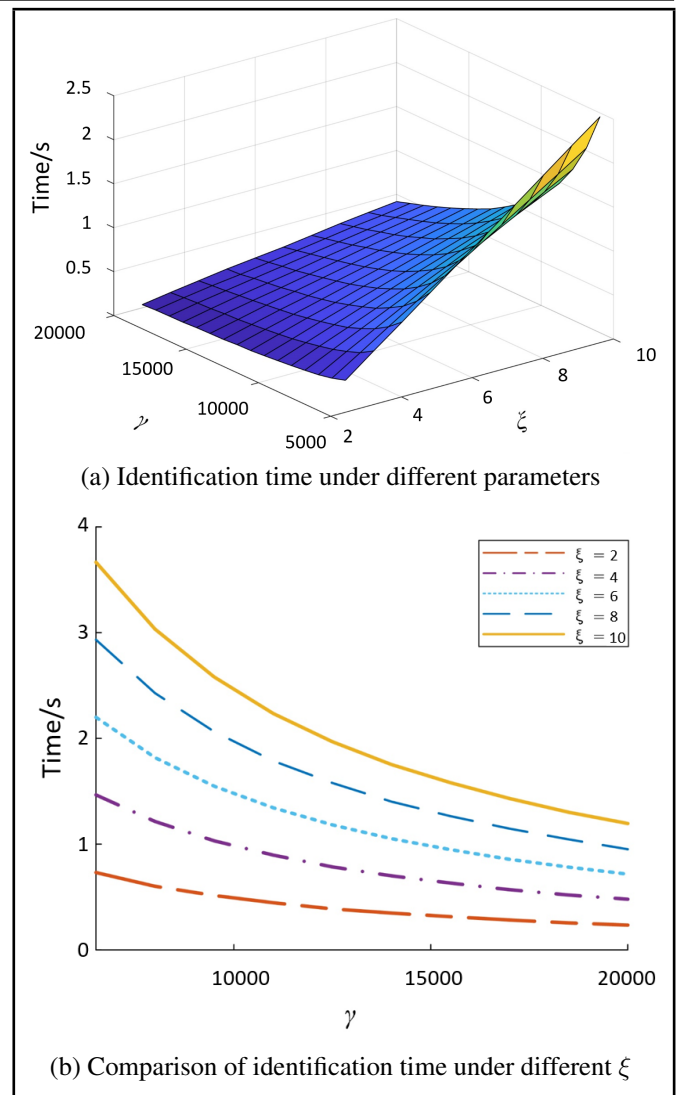 2.5
2
1.5
1
0.5
Time/s
20000
15000
10000
5000
γ
2
4
6
8
10
ξ
(a) Identification time under different parameters
4
3
2
1
0
Time/s
ξ = 2
ξ = 4
ξ = 6
ξ = 8
ξ = 10
10000
15000
20000
γ
(b) Comparison of identification time under different ξ